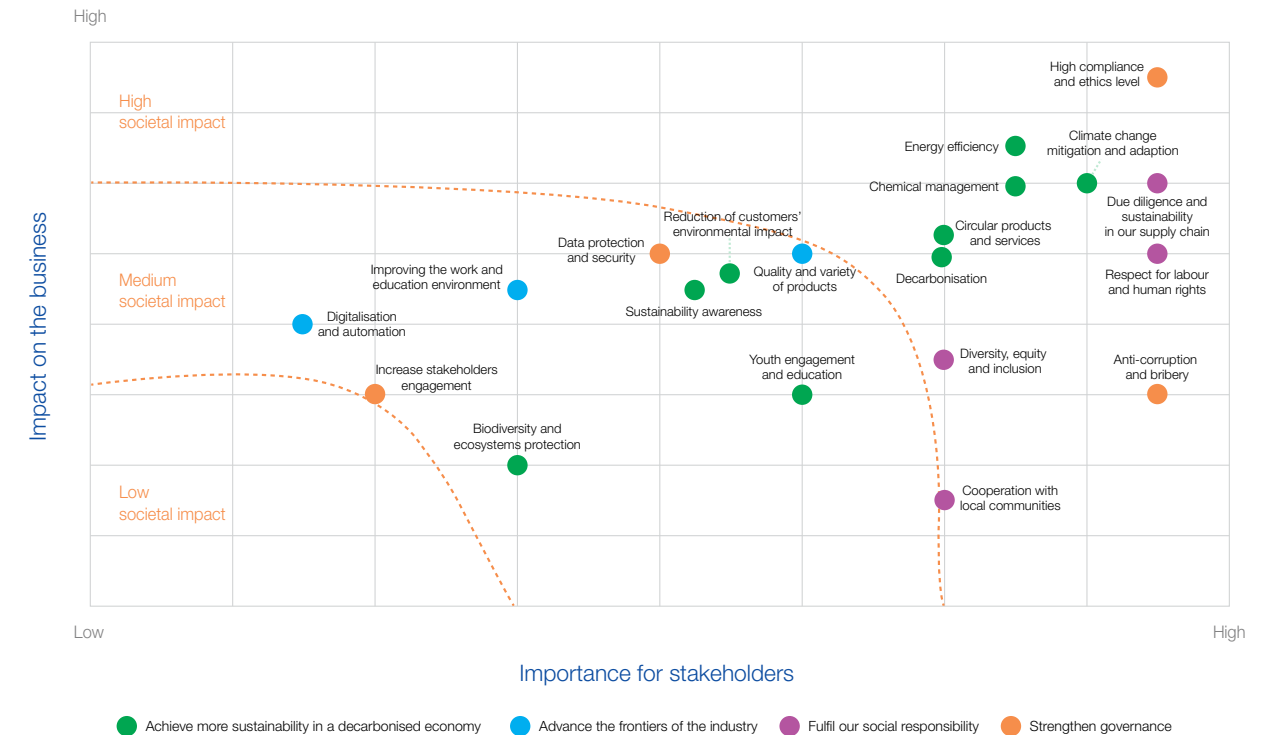 High
High
societal impact
High compliance
and ethics level
Energy efficiency
Climate change
mitigation and adaption
Chemical management
Due diligence and
sustainability
in our supply chain
Circular products
and services
Decarbonisation
Respect for labour
and human rights
Reduction of customers’
environmental impact
Data protection
and security
Quality and variety
of products
Improving the work and
education environment
Sustainability awareness
Impact on the business
Medium
societal impact
Digitalisation
and automation
Increase stakeholders
engagement
Youth engagement
and education
Diversity, equity
and inclusion
Anti-corruption
and bribery
Biodiversity and
ecosystems protection
Low
societal impact
Cooperation with
local communities
Low
High
Importance for stakeholders
Achieve more sustainability in a decarbonised economy
Advance the frontiers of the industry
Fulfil our social responsibility
Strengthen governance